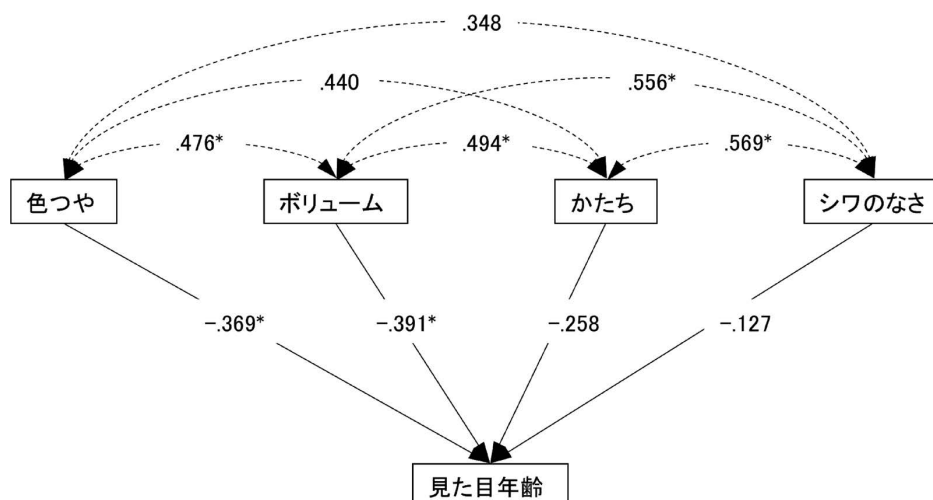 .348
.440
.556*
.476*
.494*
.569*
色つや
ボリューム
かたち
シワのなさ
-.369*
-.391*
-.258
-.127
見た目年齢